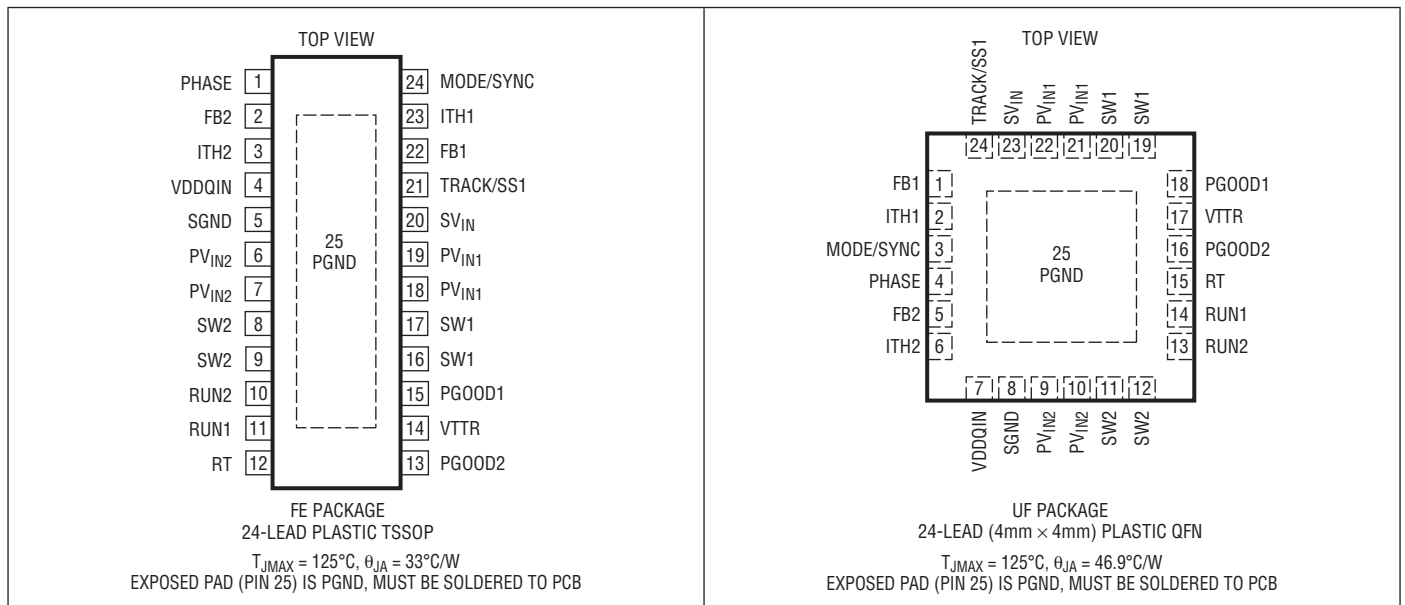 TOP VIEW
PHASE 1
FB2 2
ITH2 3
VDDQIN 4
SGND 5
PVIN2 6
PVIN2 7
SW2 8
SW2 9
RUN2 10
RUN1 11
RT 12
24 MODE/SYNC
23 ITH1
22 FB1
21 TRACK/SS1
20 SVIN
19 PVIN1
18 PVIN1
17 SW1
16 SW1
15 PGOOD1
14 VTTR
13 PGOOD2
25
PGND
FE PACKAGE
24-LEAD PLASTIC TSSOP
TJMAX = 125°C, θJA = 33°C/W
EXPOSED PAD (PIN 25) IS PGND, MUST BE SOLDERED TO PCB
TOP VIEW
TRACK/SS1
SVIN
PVIN1
PVIN1
SW1
SW1
24 23 22 21 20 19
FB1 1
ITH1 2
MODE/SYNC 3
PHASE 4
FB2 5
ITH2 6
18 PGOOD1
17 VTTR
16 PGOOD2
15 RT
14 RUN1
13 RUN2
25
PGND
7 8 9 10 11 12
VDDQIN
SGND
PVIN2
PVIN2
SW2
SW2
UF PACKAGE
24-LEAD (4mm × 4mm) PLASTIC QFN
TJMAX = 125°C, θJA = 46.9°C/W
EXPOSED PAD (PIN 25) IS PGND, MUST BE SOLDERED TO PCB